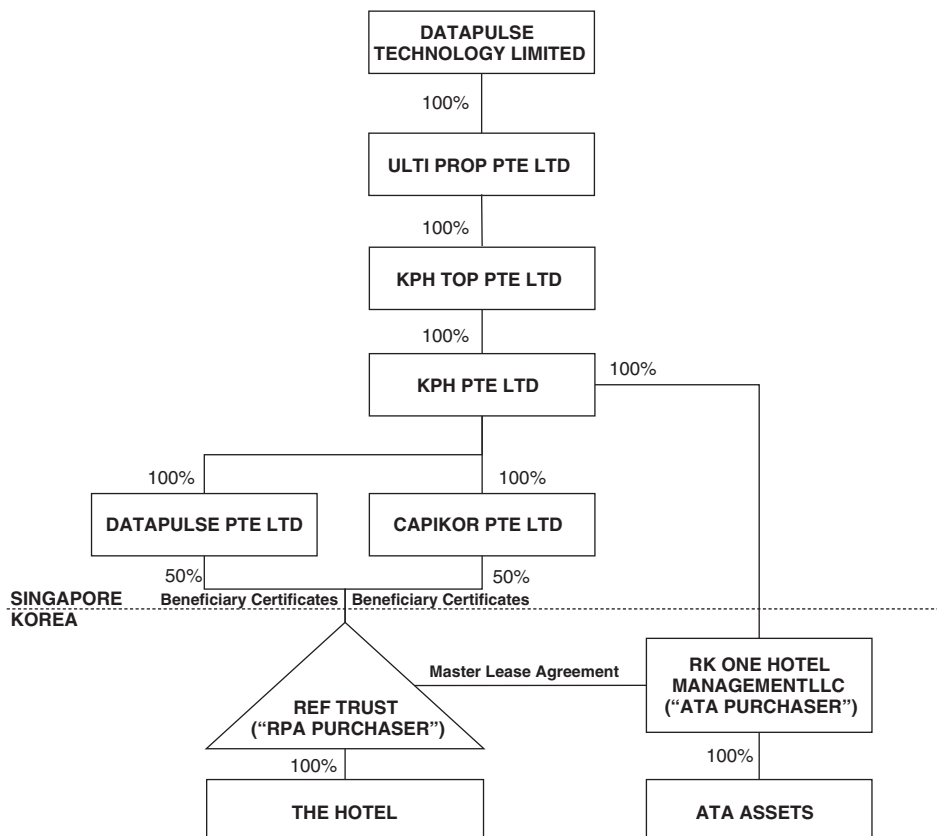 DATAPULSE
TECHNOLOGY LIMITED
100%
ULTI PROP PTE LTD
100%
KPH TOP PTE LTD
100%
KPH PTE LTD
100%
100%
100%
DATAPULSE PTE LTD
CAPIKOR PTE LTD
50%
50%
SINGAPORE
Beneficiary Certificates
Beneficiary Certificates
KOREA
Master Lease Agreement
RK ONE HOTEL
MANAGEMENTLLC
(“ATA PURCHASER”)
REF TRUST
(“RPA PURCHASER”)
100%
100%
THE HOTEL
ATA ASSETS